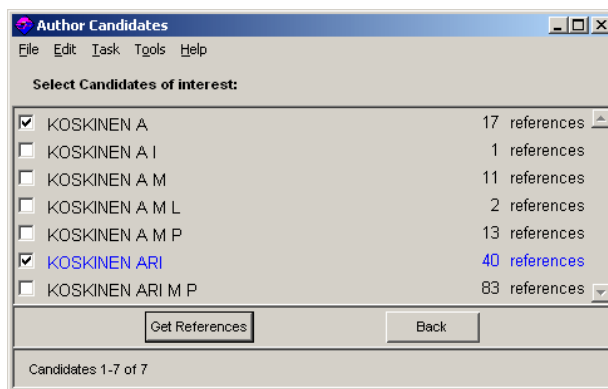 Author Candidates
File Edit Task Tools Help
Select Candidates of interest:
KOSKINEN A 17 references
KOSKINEN A I 1 references
KOSKINEN A M 11 references
KOSKINEN A M L 2 references
KOSKINEN A M P 13 references
KOSKINEN ARI 40 references
KOSKINEN ARI M P 83 references
Get References Back
Candidates 1-7 of 7